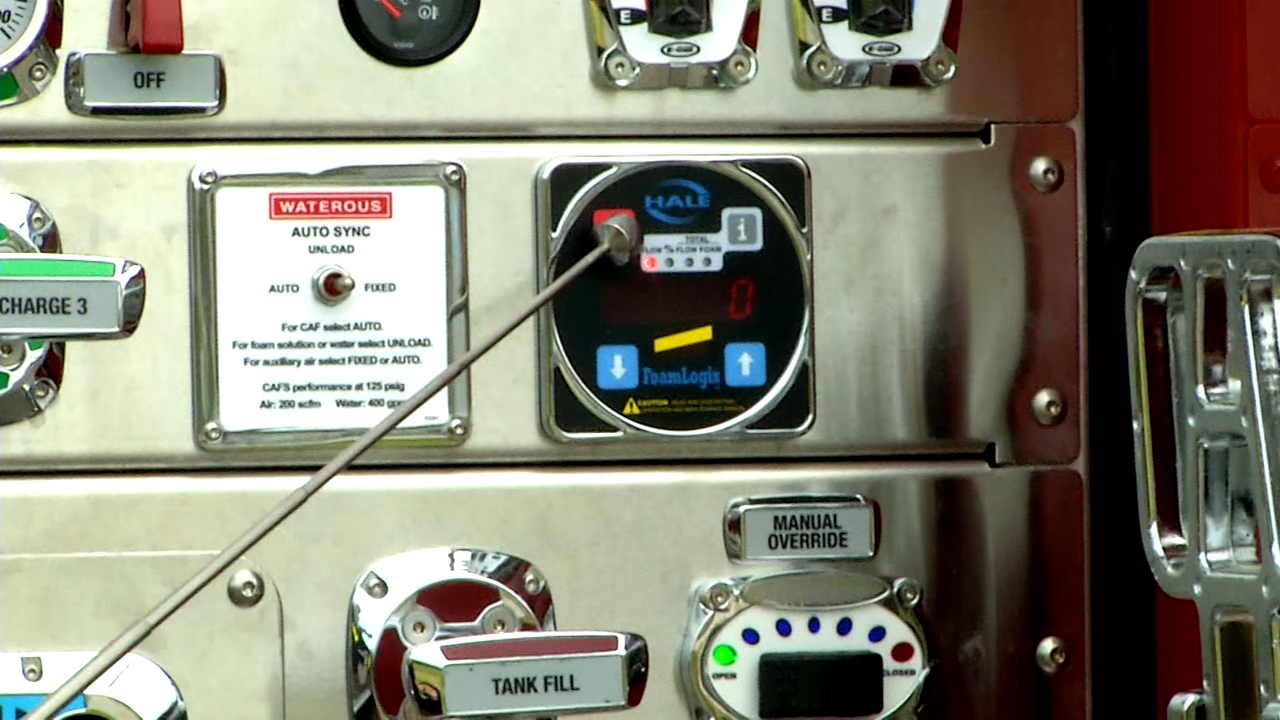 OFF
E
E
WATEROUS
AUTO SYNC
UNLOAD
AUTO FIXED
For CAF select AUTO.
For foam solution or water select UNLOAD.
For auxiliary air select FIXED or AUTO.
CAFS performance at 125 psig
Air: 200 scfm Water: 400 gpm
HALE
i
TOTAL
FLOW % FLOW FOAM
0
FoamLogix
CAUTION
CHARGE 3
MANUAL
OVERRIDE
OPEN
CLOSED
TANK FILL